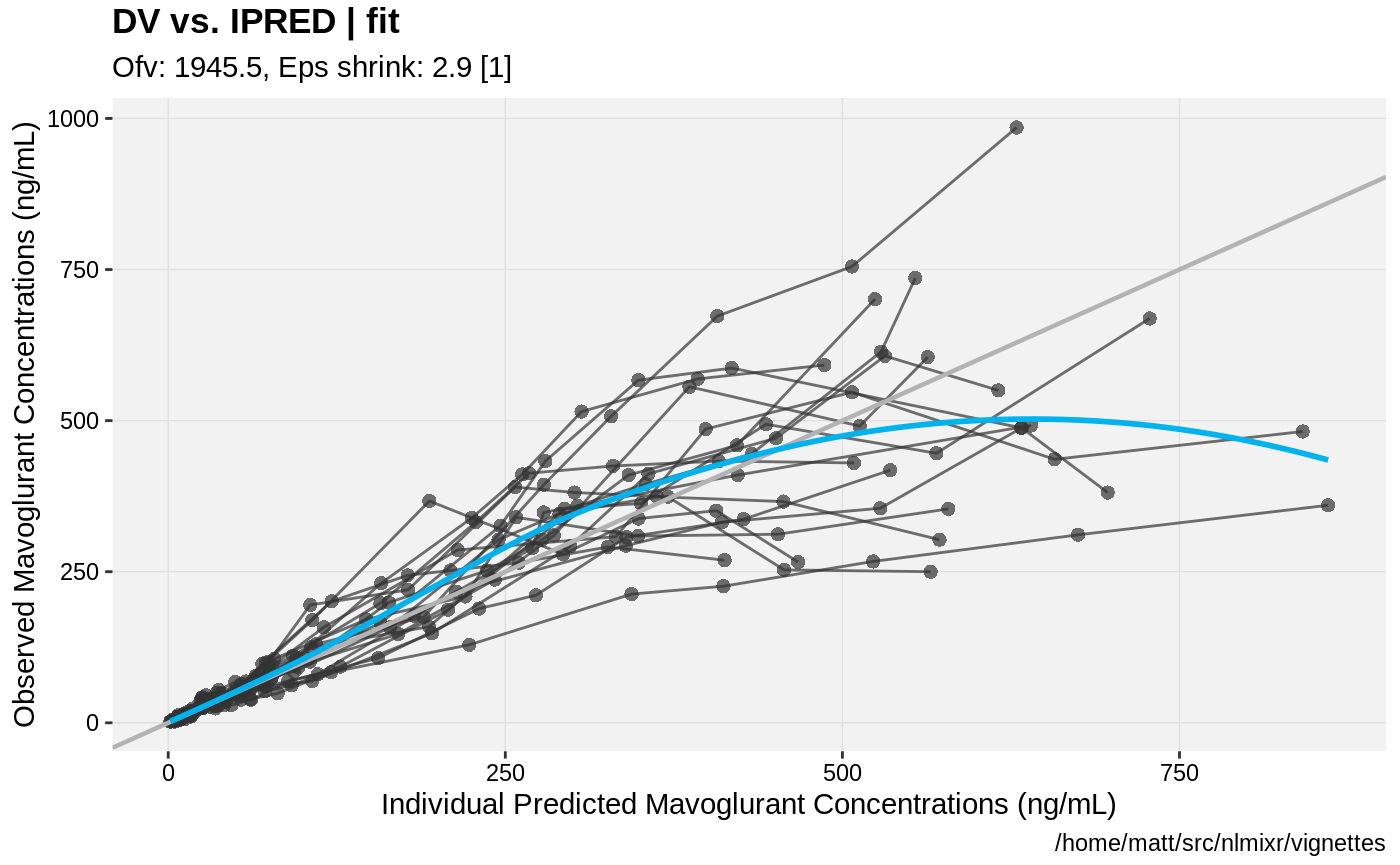 DV vs. IPRED | fit
Ofv: 1945.5, Eps shrink: 2.9 [1]
Observed Mavoglurant Concentrations (ng/mL)
1000
750
500
250
0
0 250 500 750
Individual Predicted Mavoglurant Concentrations (ng/mL)
/home/matt/src/nlmixr/vignettes